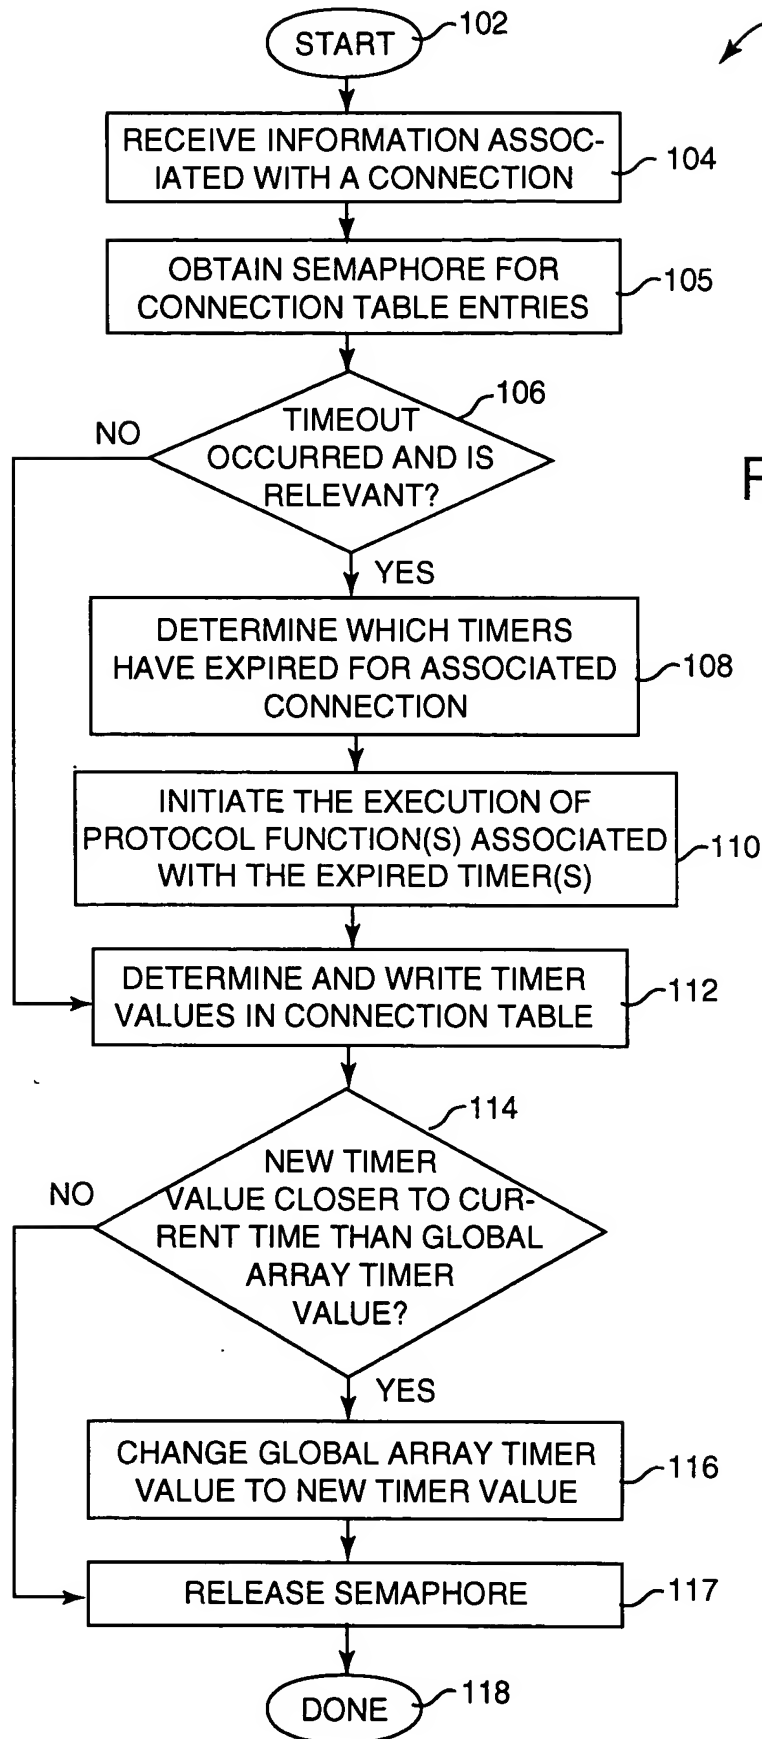 START
102
RECEIVE INFORMATION ASSOC-
IATED WITH A CONNECTION
104
OBTAIN SEMAPHORE FOR
CONNECTION TABLE ENTRIES
105
106
TIMEOUT
OCCURRED AND IS
RELEVANT?
NO
YES
DETERMINE WHICH TIMERS
HAVE EXPIRED FOR ASSOCIATED
CONNECTION
108
INITIATE THE EXECUTION OF
PROTOCOL FUNCTION(S) ASSOCIATED
WITH THE EXPIRED TIMER(S)
110
DETERMINE AND WRITE TIMER
VALUES IN CONNECTION TABLE
112
114
NEW TIMER
VALUE CLOSER TO CUR-
RENT TIME THAN GLOBAL
ARRAY TIMER
VALUE?
NO
YES
CHANGE GLOBAL ARRAY TIMER
VALUE TO NEW TIMER VALUE
116
RELEASE SEMAPHORE
117
DONE
118